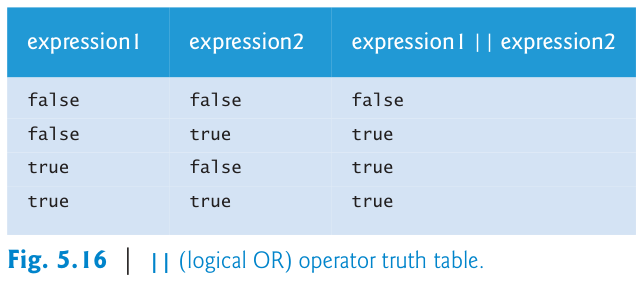 expression1 expression2 expression1 || expression2
false false false
false true true
true false true
true true true
Fig. 5.16 | || (logical OR) operator truth table.